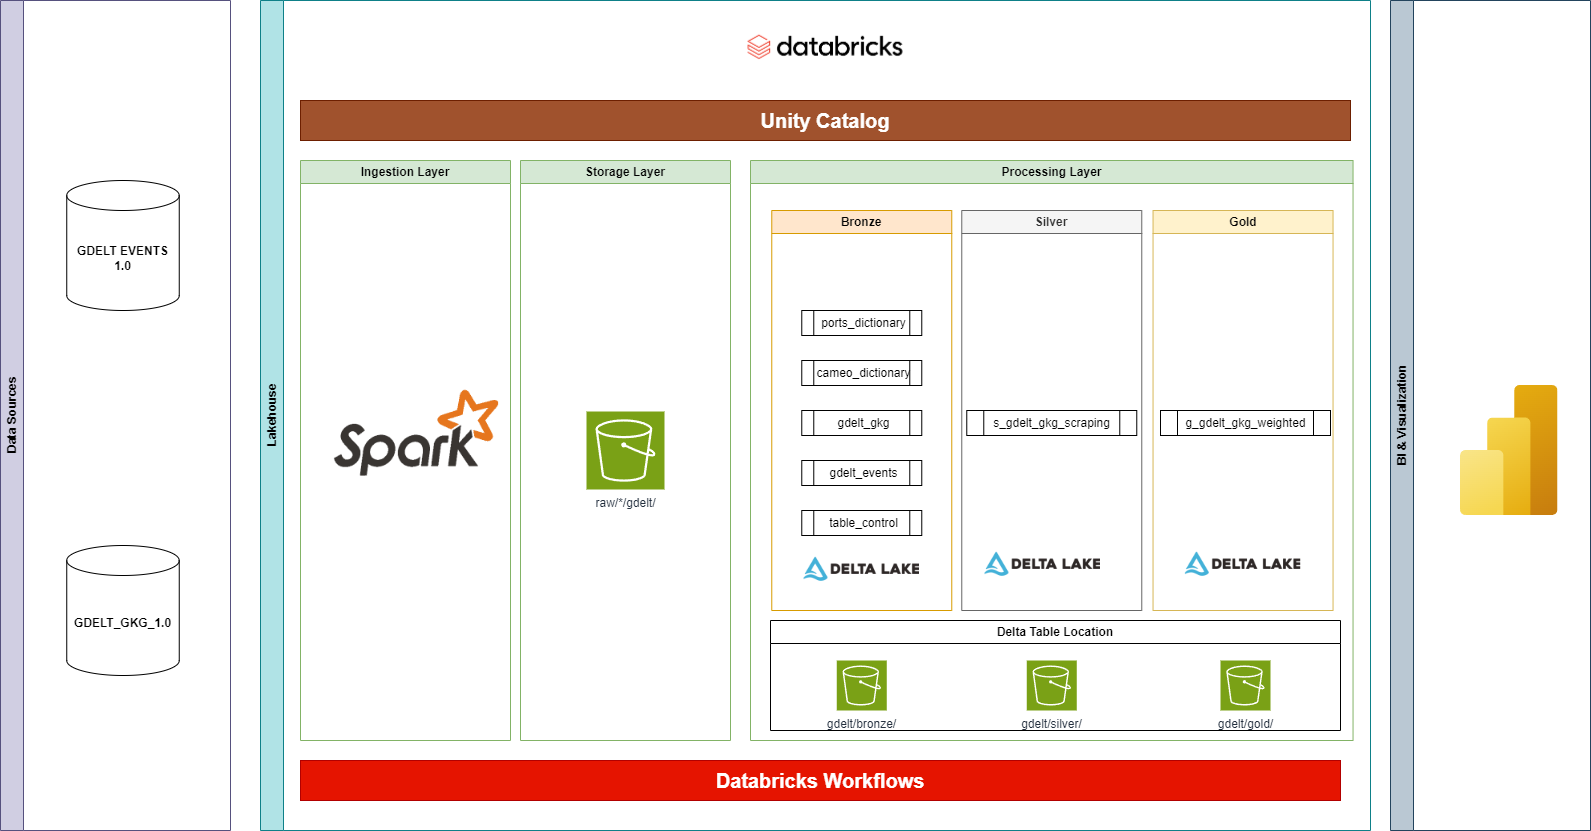 Data Sources
GDELT EVENTS
1.0
GDELT_GKG_1.0
Lakehouse
databricks
Unity Catalog
Ingestion Layer
Spark
Storage Layer
raw/*/gdelt/
Processing Layer
Bronze
ports_dictionary
cameo_dictionary
gdelt_gkg
gdelt_events
table_control
DELTA LAKE
Silver
s_gdelt_gkg_scraping
DELTA LAKE
Gold
g_gdelt_gkg_weighted
DELTA LAKE
Delta Table Location
gdelt/bronze/
gdelt/silver/
gdelt/gold/
Databricks Workflows
BI & Visualization